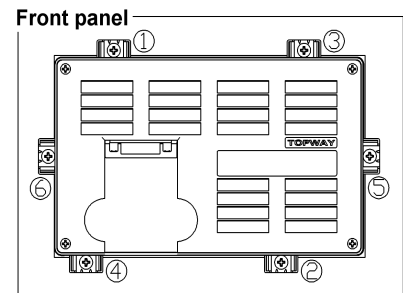 Front panel
① ③
TOPWAY
⑥ ⑤
④ ②